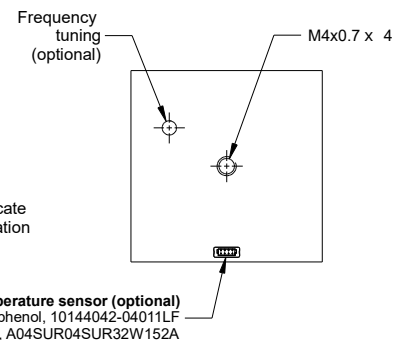 Frequency
tuning
(optional)
M4x0.7 x 4
cate
ation
perature sensor (optional)
phenol, 10144042-04011LF
, A04SUR04SUR32W152A